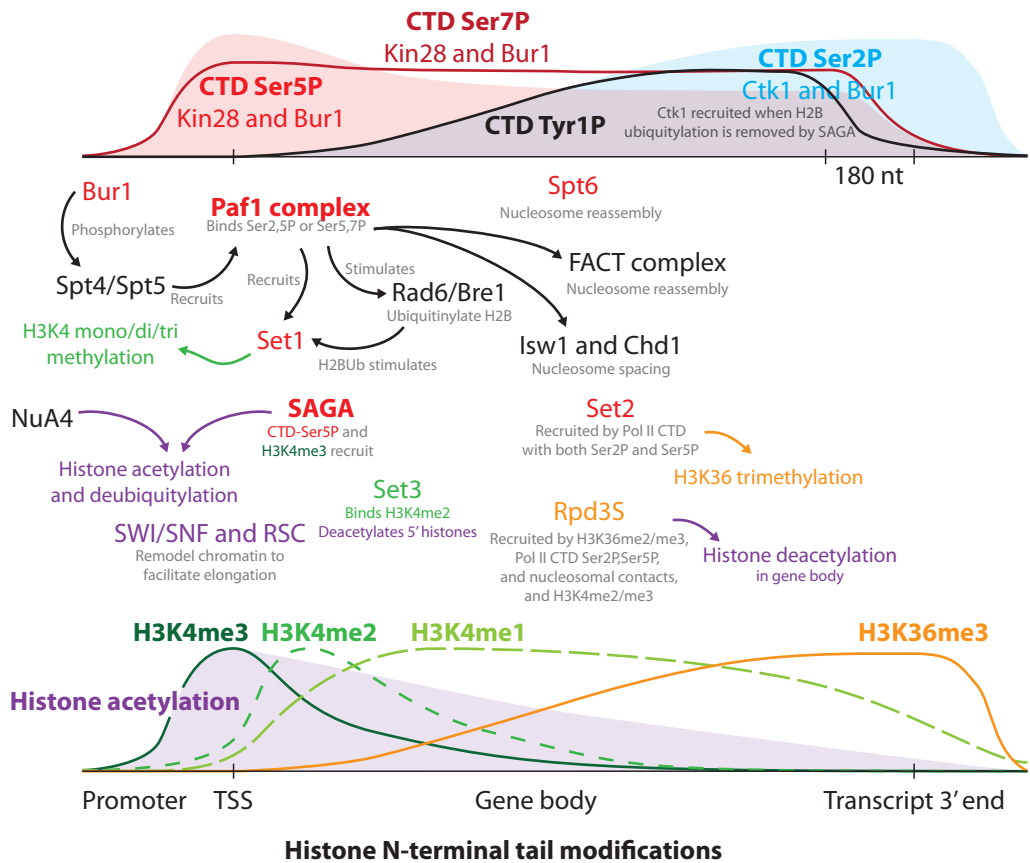 CTD Ser7P
Kin28 and Bur1
CTD Ser5P
Kin28 and Bur1
CTD Ser2P
Ctk1 and Bur1
CTD Tyr1P
Ctk1 recruited when H2B
ubiquitylation is removed by SAGA
180 nt
Bur1
Phosphorylates
Spt4/Spt5
Recruits
Paf1 complex
Binds Ser2,5P or Ser5,7P
Recruits
Stimulates
Rad6/Bre1
Ubiquitinylate H2B
Set1
H2BUb stimulates
H3K4 mono/di/tri
methylation
Spt6
Nucleosome reassembly
FACT complex
Nucleosome reassembly
Isw1 and Chd1
Nucleosome spacing
NuA4
SAGA
CTD-Ser5P and
H3K4me3 recruit
Histone acetylation
and deubiquitylation
Set3
Binds H3K4me2
Deacetylates 5' histones
SWI/SNF and RSC
Remodel chromatin to
facilitate elongation
Set2
Recruited by Pol II CTD
with both Ser2P and Ser5P
H3K36 trimethylation
Rpd3S
Recruited by H3K36me2/me3,
Pol II CTD Ser2P,Ser5P,
and nucleosomal contacts,
and H3K4me2/me3
Histone deacetylation
in gene body
H3K4me3
H3K4me2
H3K4me1
H3K36me3
Histone acetylation
Promoter
TSS
Gene body
Transcript 3' end
Histone N-terminal tail modifications